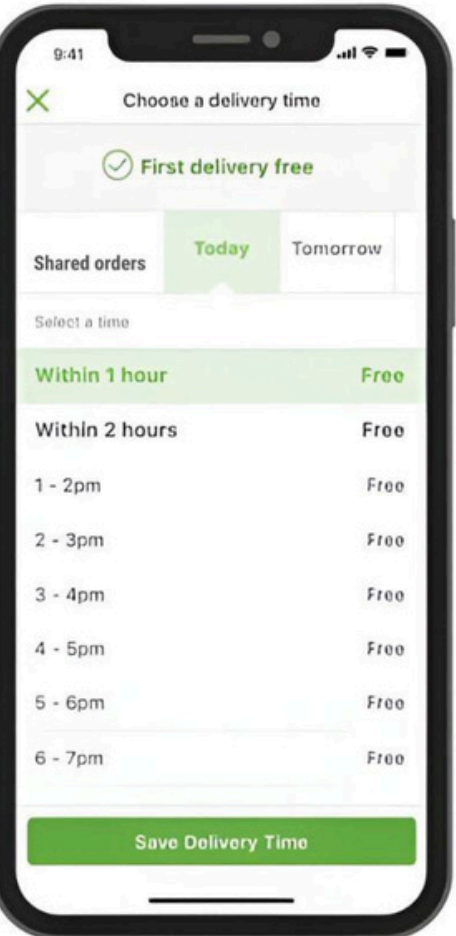 9:41
Choose a delivery time
First delivery free
Shared orders Today Tomorrow
Select a time
Within 1 hour Free
Within 2 hours Free
1 - 2pm Free
2 - 3pm Free
3 - 4pm Free
4 - 5pm Free
5 - 6pm Free
6 - 7pm Free
Save Delivery Time